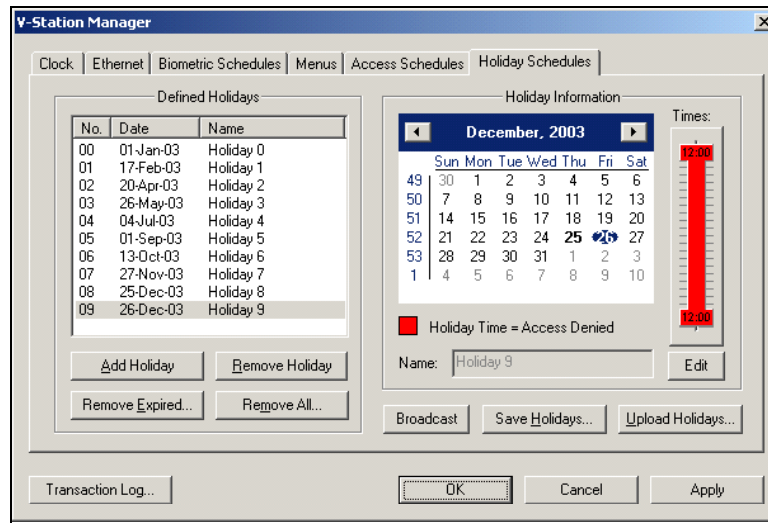 V-Station Manager
Clock Ethernet Biometric Schedules Menus Access Schedules Holiday Schedules
Defined Holidays
No. Date Name
00 01-Jan-03 Holiday 0
01 17-Feb-03 Holiday 1
02 20-Apr-03 Holiday 2
03 26-May-03 Holiday 3
04 04-Jul-03 Holiday 4
05 01-Sep-03 Holiday 5
06 13-Oct-03 Holiday 6
07 27-Nov-03 Holiday 7
08 25-Dec-03 Holiday 8
09 26-Dec-03 Holiday 9
Add Holiday Remove Holiday
Remove Expired... Remove All...
Holiday Information
December, 2003
Sun Mon Tue Wed Thu Fri Sat
49 30 1 2 3 4 5 6
50 7 8 9 10 11 12 13
51 14 15 16 17 18 19 20
52 21 22 23 24 25 26 27
53 28 29 30 31 1 2 3
1 4 5 6 7 8 9 10
Holiday Time = Access Denied
Name: Holiday 9
Times:
12:00
12:00
Edit
Broadcast Save Holidays... Upload Holidays...
Transaction Log... OK Cancel Apply